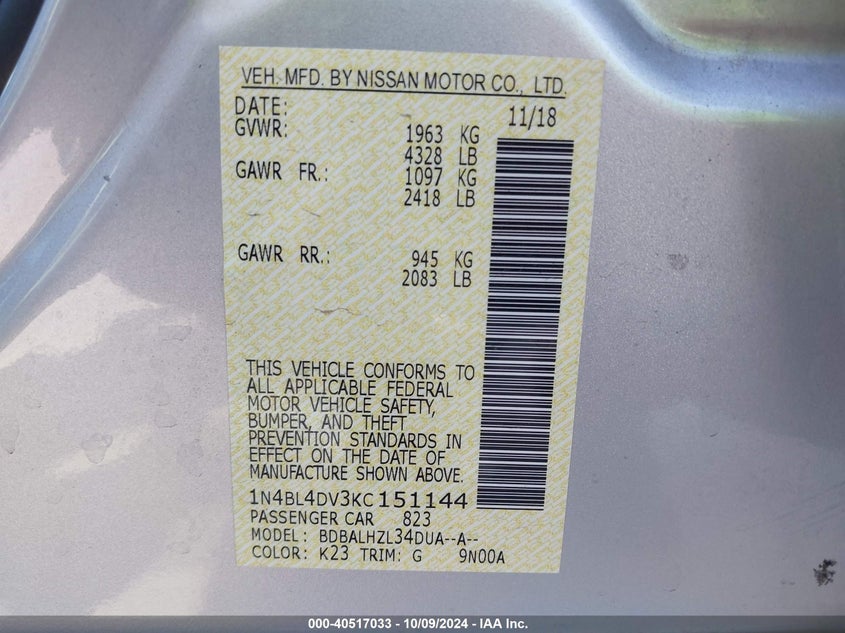 VEH. MFD. BY NISSAN MOTOR CO., LTD.
DATE: 11/18
GVWR: 1963 KG
4328 LB
GAWR FR.: 1097 KG
2418 LB
GAWR RR.: 945 KG
2083 LB
THIS VEHICLE CONFORMS TO
ALL APPLICABLE FEDERAL
MOTOR VEHICLE SAFETY,
BUMPER, AND THEFT
PREVENTION STANDARDS IN
EFFECT ON THE DATE OF
MANUFACTURE SHOWN ABOVE.
1N4BL4DV3KC151144
PASSENGER CAR 823
MODEL: BDBALHZL34DUA--A--
COLOR: K23 TRIM: G 9N00A
000-40517033 - 10/09/2024 - IAA Inc.